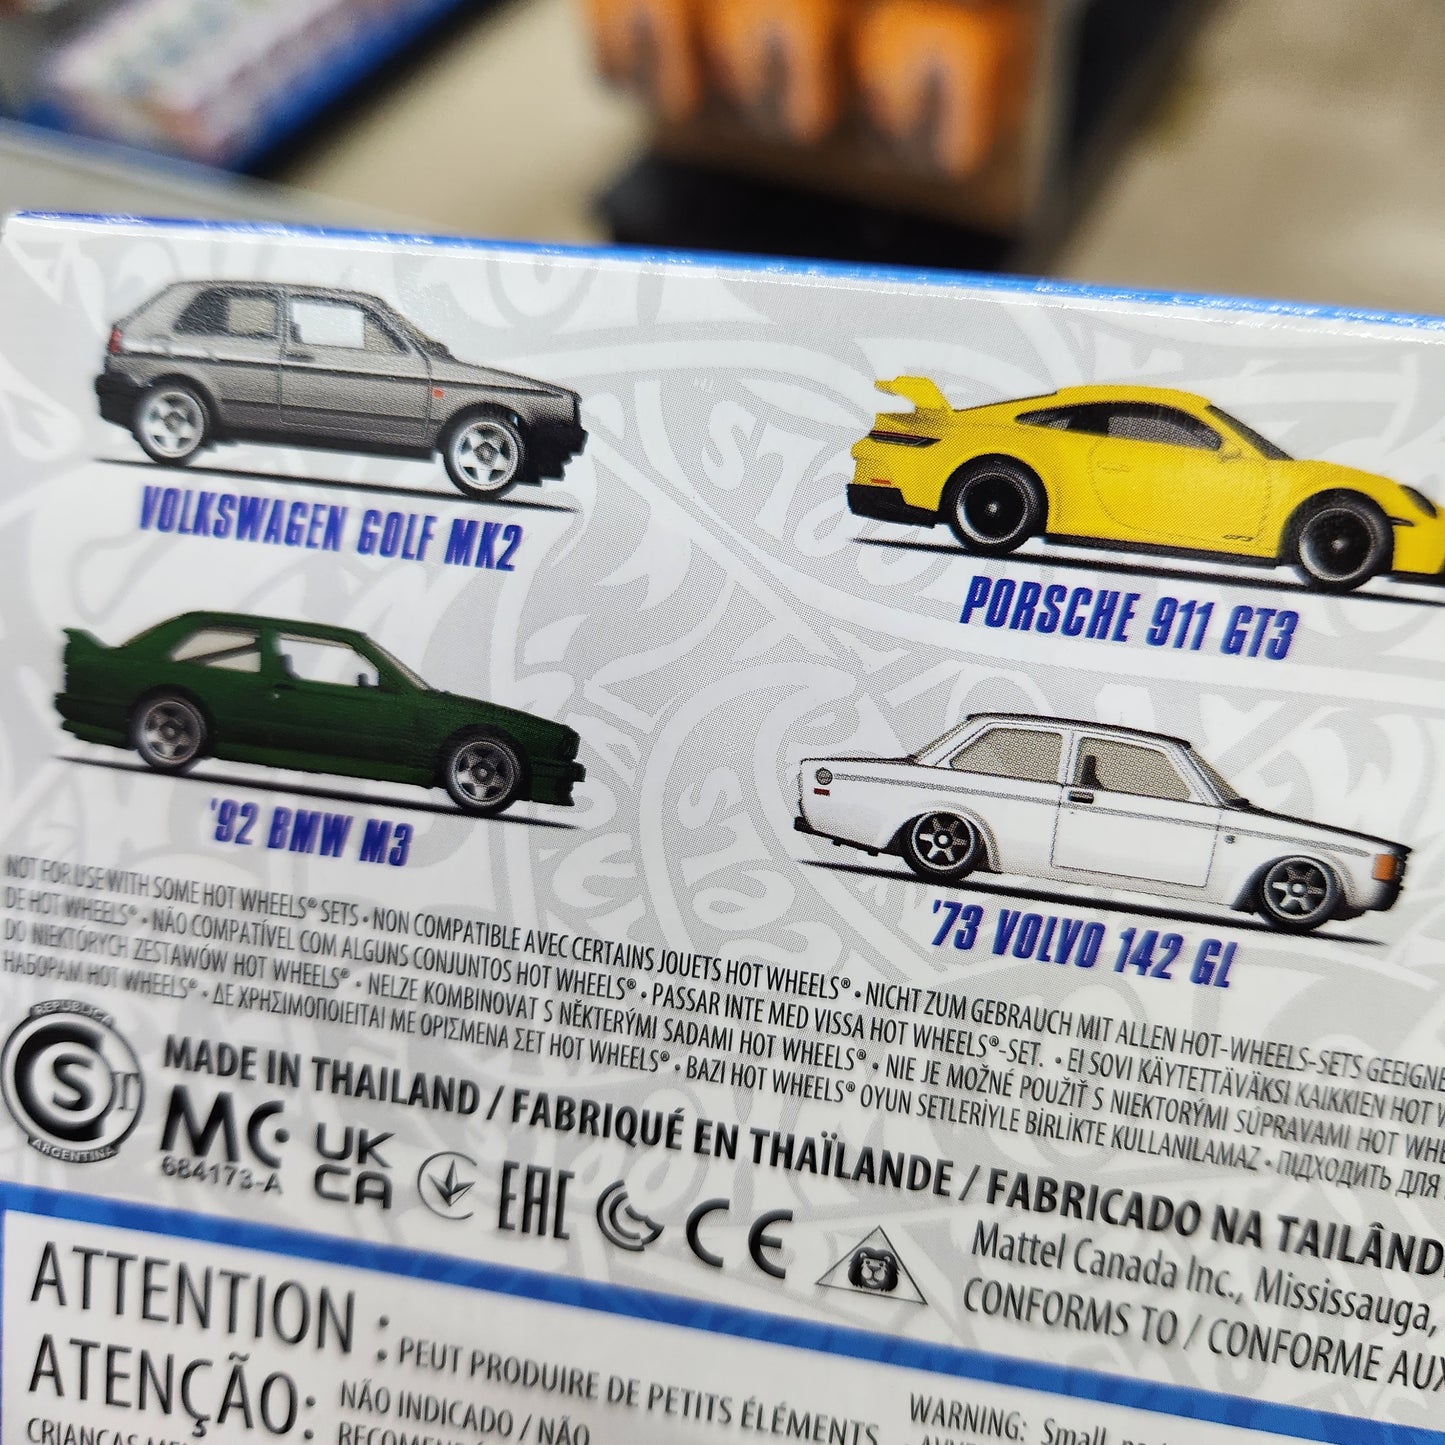 VOLKSWAGEN GOLF MK2
PORSCHE 911 GT3
'92 BMW M3
'73 VOLVO 142 GL
NOT FOR USE WITH SOME HOT WHEELS® SETS • NON COMPATIBLE AVEC CERTAINS JOUETS HOT WHEELS® • NICHT ZUM GEBRAUCH MIT ALLEN HOT-WHEELS-SETS GEEIGNE
DE HOT WHEELS® • NÃO COMPATÍVEL COM ALGUNS CONJUNTOS HOT WHEELS® • PASSAR INTE MED VISSA HOT WHEELS®-SET. • EI SOVI KÄYTETTÄVÄKSI KAIKKIEN HOT
DO NIEKTÓRYCH ZESTAWÓW HOT WHEELS® • NELZE KOMBINOVAT S NĚKTERÝMI SADAMI HOT WHEELS® • NIE JE MOŽNÉ POUŽIŤ S NIEKTORÝMI SÚPRAVAMI HOT WHE
НАБОРАМ HOT WHEELS® • ΔΕ ΧΡΗΣΙΜΟΠΟΙΕΙΤΑΙ ΜΕ ΟΡΙΣΜΕΝΑ ΣΕΤ HOT WHEELS® • BAZI HOT WHEELS® OYUN SETLERİYLE BİRLİKTE KULLANILAMAZ • ПІДХОДИТЬ ДЛЯ
MADE IN THAILAND / FABRIQUÉ EN THAÏLANDE / FABRICADO NA TAILÂND
REPUBLICA
S
ARGENTINA
MC
684173-A
UK
CA
EAC
CE
Mattel Canada Inc., Mississauga,
CONFORMS TO / CONFORME AUX
ATTENTION : PEUT PRODUIRE DE PETITS ÉLÉMENTS
ATENÇÃO: NÃO INDICADO / NÃO
WARNING: Small